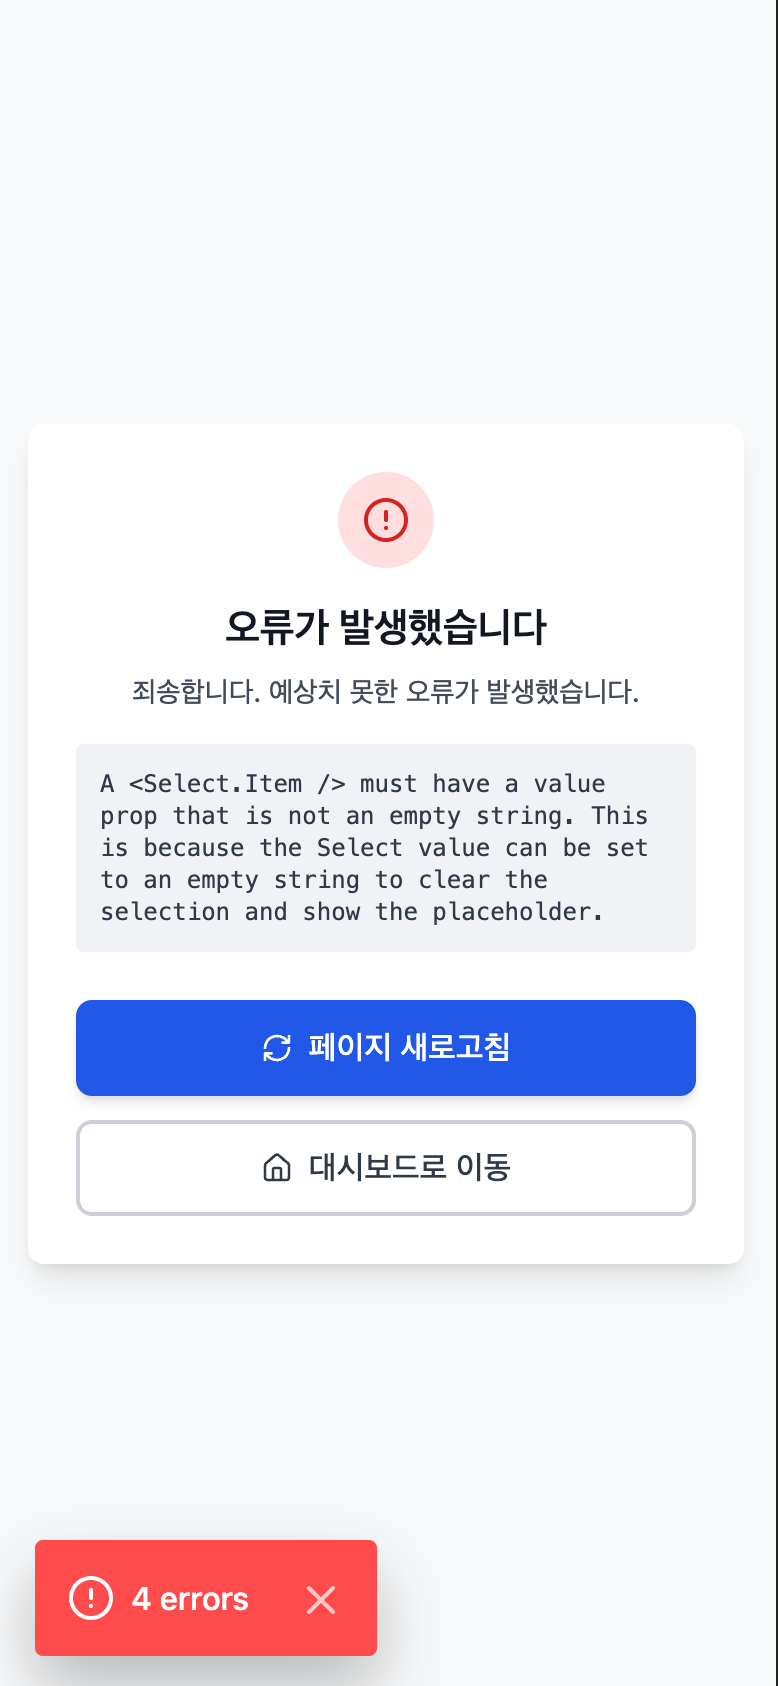 오류가 발생했습니다
죄송합니다. 예상치 못한 오류가 발생했습니다.
A <Select.Item /> must have a value
prop that is not an empty string. This
is because the Select value can be set
to an empty string to clear the
selection and show the placeholder.
페이지 새로고침
대시보드로 이동
4 errors